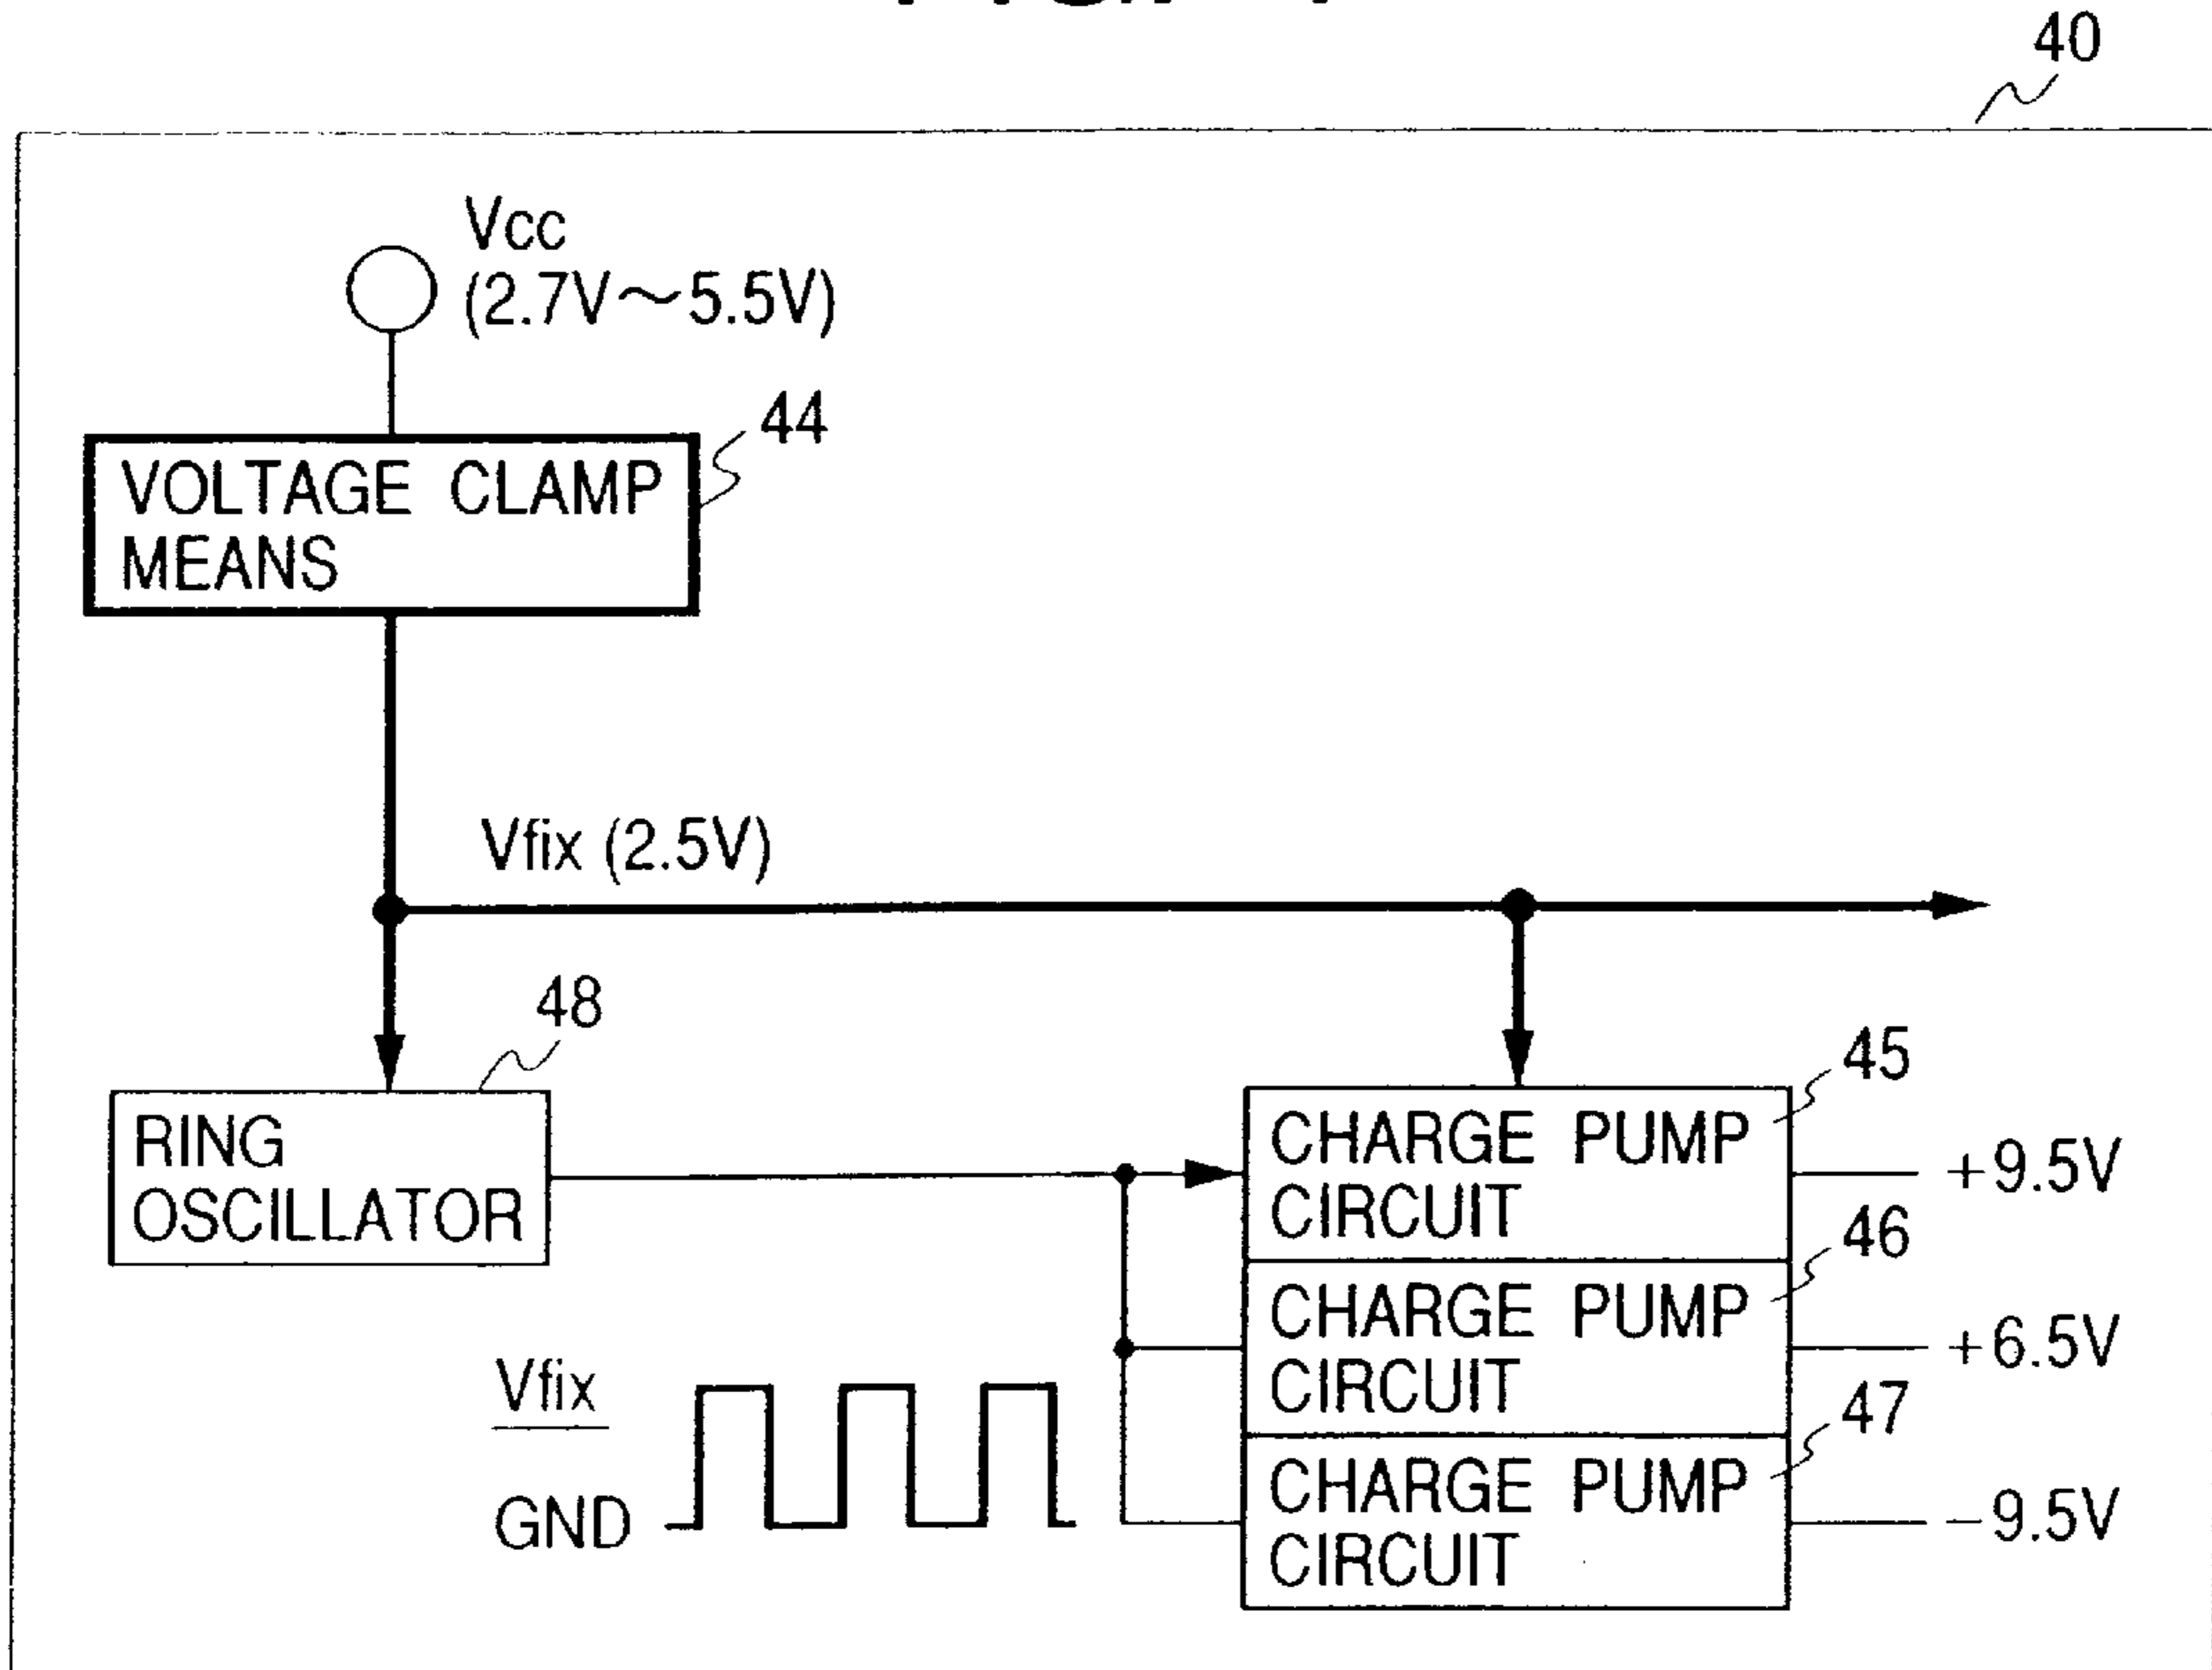 40
Vcc
(2.7V～5.5V)
44
VOLTAGE CLAMP
MEANS
Vfix (2.5V)
48
RING
OSCILLATOR
45
CHARGE PUMP
CIRCUIT
+9.5V
46
CHARGE PUMP
CIRCUIT
+6.5V
47
CHARGE PUMP
CIRCUIT
−9.5V
Vfix
GND